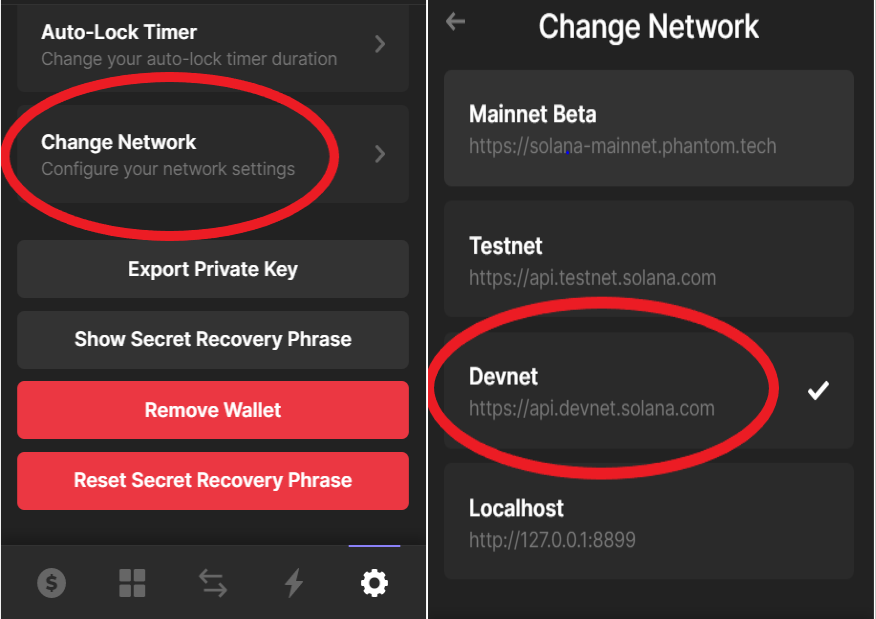 Auto-Lock Timer
Change your auto-lock timer duration
Change Network
Configure your network settings
Export Private Key
Show Secret Recovery Phrase
Remove Wallet
Reset Secret Recovery Phrase
Change Network
Mainnet Beta
https://solana-mainnet.phantom.tech
Testnet
https://api.testnet.solana.com
Devnet
https://api.devnet.solana.com
Localhost
http://127.0.0.1:8899